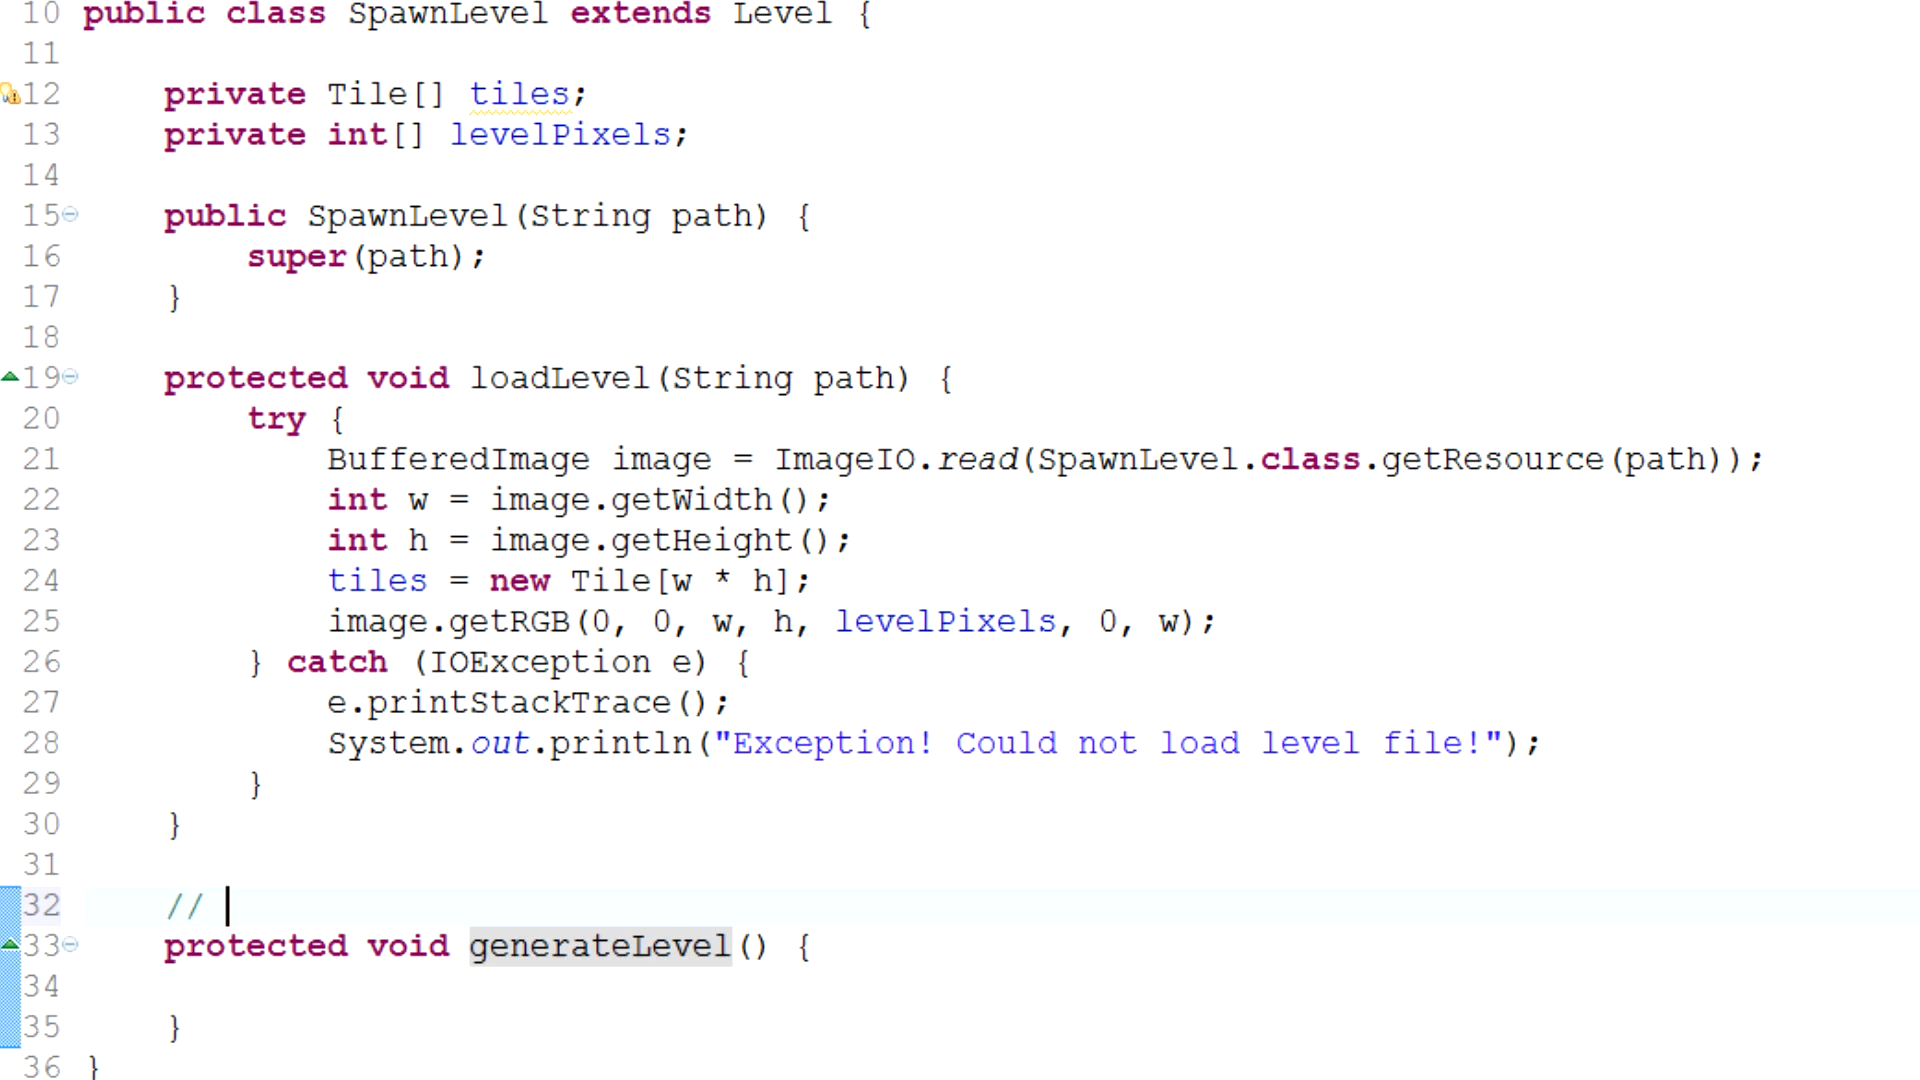 10 public class SpawnLevel extends Level {
11
12 private Tile[] tiles;
13 private int[] levelPixels;
14
15 public SpawnLevel(String path) {
16 super(path);
17 }
18
19 protected void loadLevel(String path) {
20 try {
21 BufferedImage image = ImageIO.read(SpawnLevel.class.getResource(path));
22 int w = image.getWidth();
23 int h = image.getHeight();
24 tiles = new Tile[w * h];
25 image.getRGB(0, 0, w, h, levelPixels, 0, w);
26 } catch (IOException e) {
27 e.printStackTrace();
28 System.out.println("Exception! Could not load level file!");
29 }
30 }
31
32 //
33 protected void generateLevel() {
34
35 }
36 }